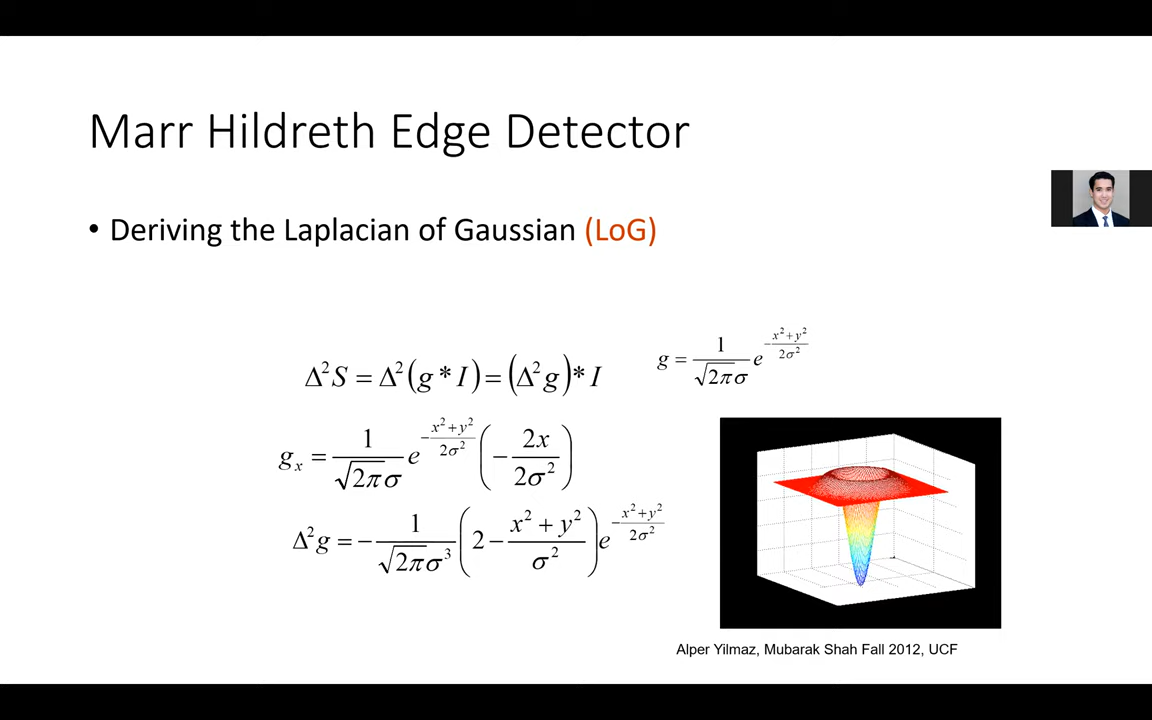 Marr Hildreth Edge Detector
• Deriving the Laplacian of Gaussian (LoG)
Δ²S = Δ²(g * I) = (Δ²g) * I
g = 1/(√(2π)σ) e^(−(x²+y²)/(2σ²))
gₓ = 1/(√(2π)σ) e^(−(x²+y²)/(2σ²)) (−2x/(2σ²))
Δ²g = −1/(√(2π)σ³) (2 − (x²+y²)/σ²) e^(−(x²+y²)/(2σ²))
Alper Yilmaz, Mubarak Shah Fall 2012, UCF